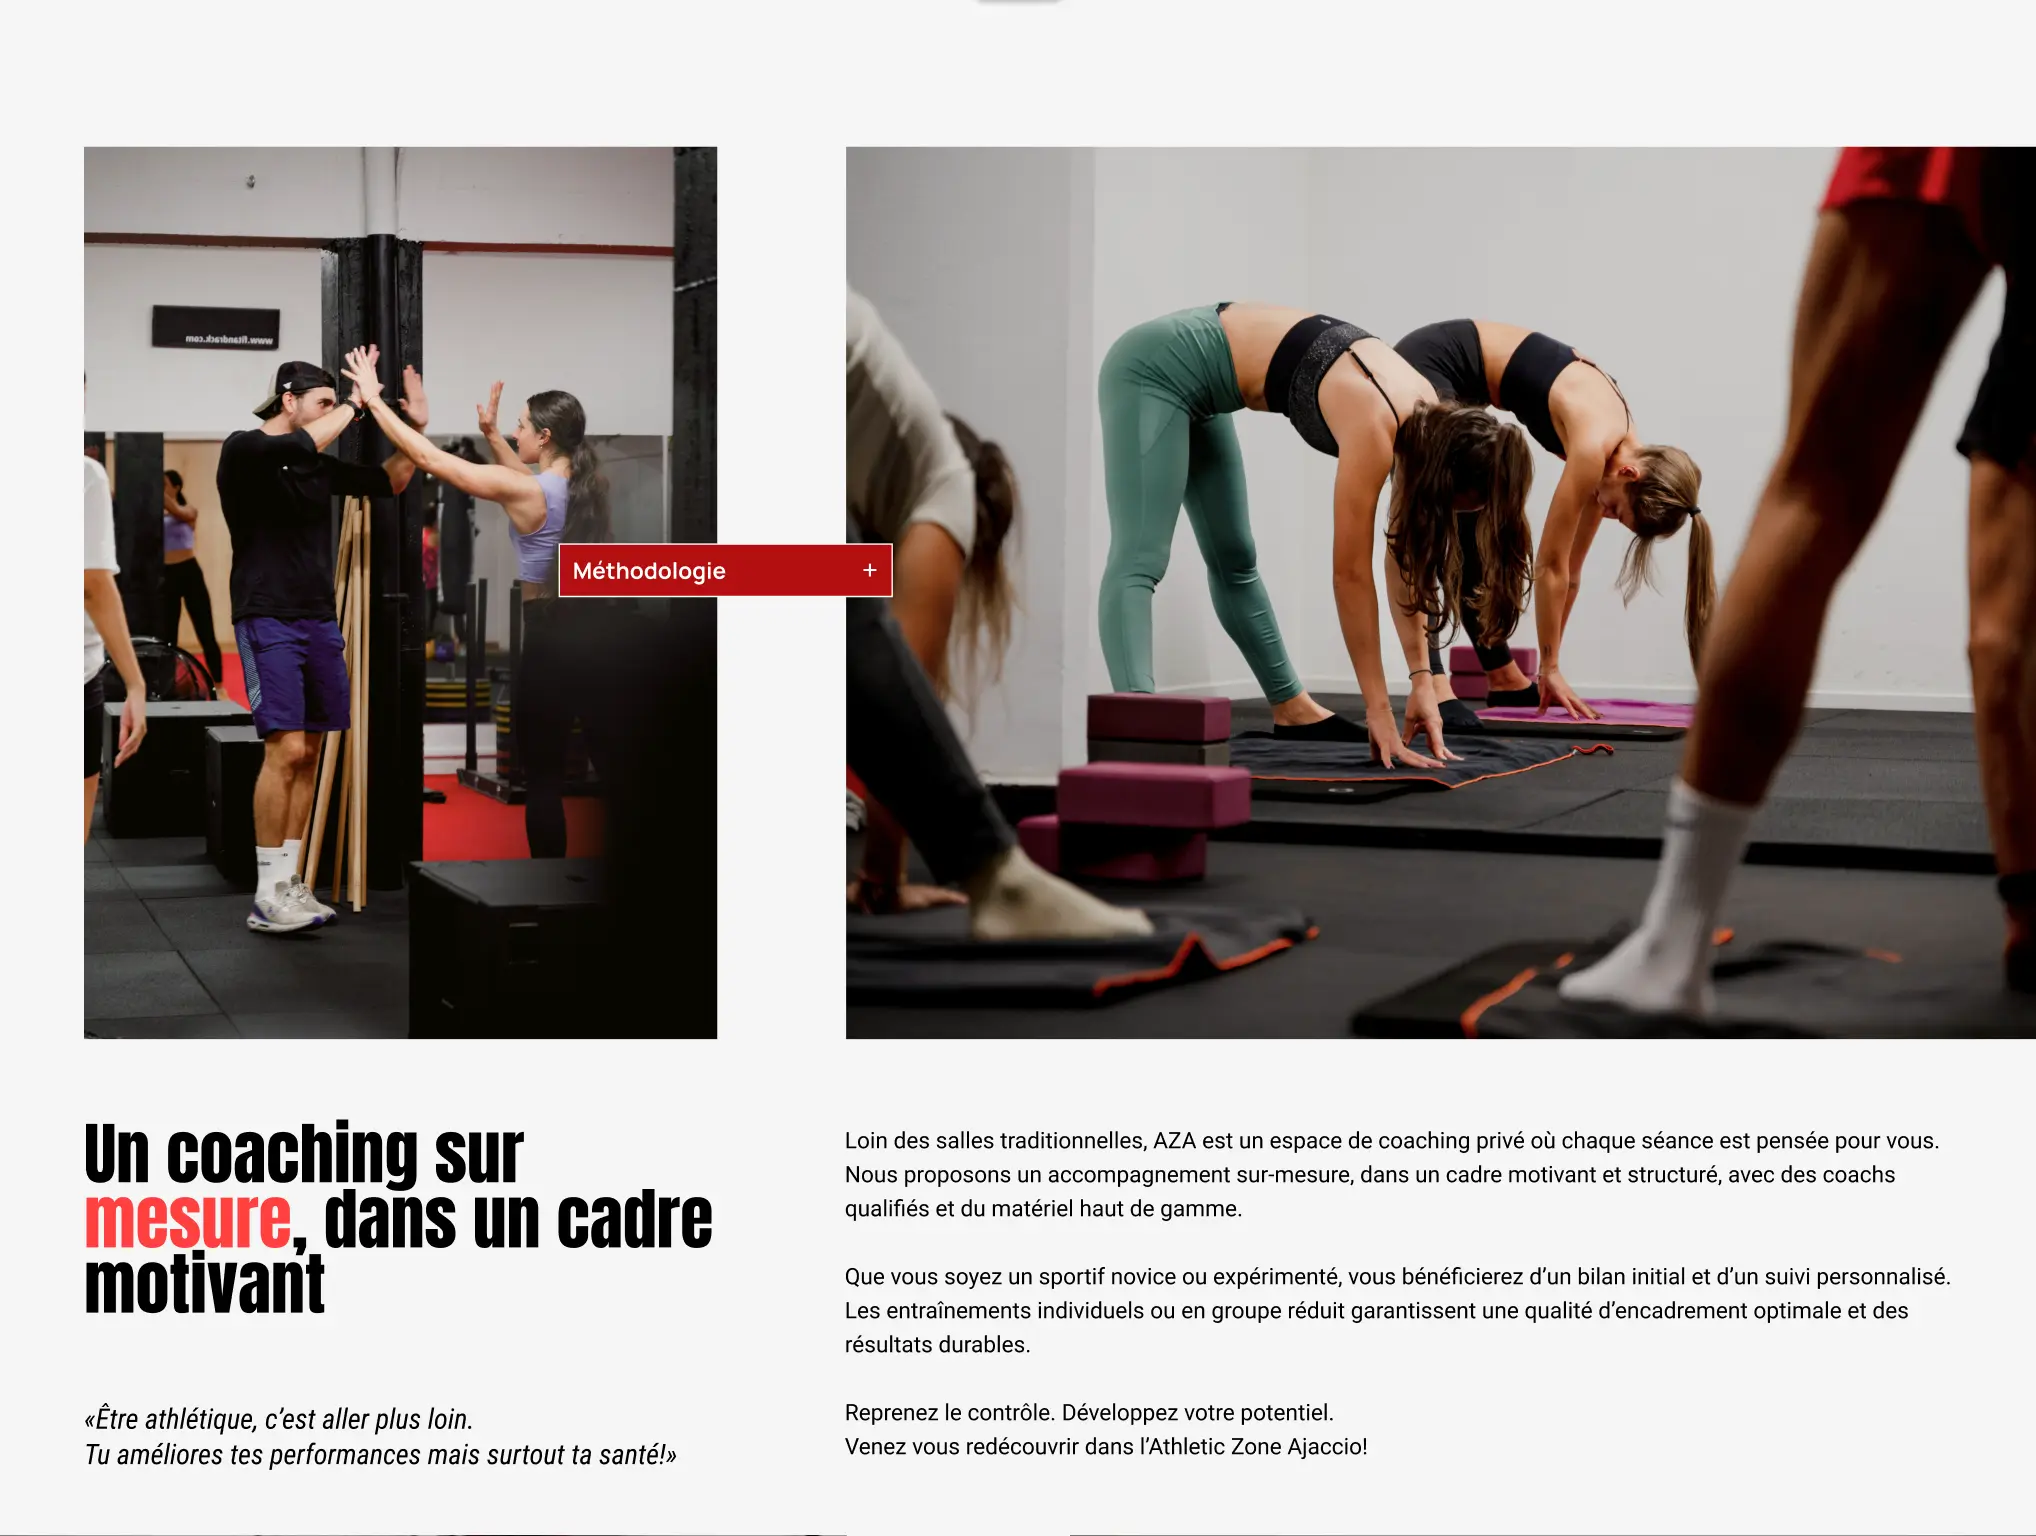 www.fitandrack.com
Méthodologie +
Un coaching sur
mesure, dans un cadre
motivant
«Être athlétique, c’est aller plus loin.
Tu améliores tes performances mais surtout ta santé!»
Loin des salles traditionnelles, AZA est un espace de coaching privé où chaque séance est pensée pour vous.
Nous proposons un accompagnement sur-mesure, dans un cadre motivant et structuré, avec des coachs
qualifiés et du matériel haut de gamme.
Que vous soyez un sportif novice ou expérimenté, vous bénéficierez d’un bilan initial et d’un suivi personnalisé.
Les entraînements individuels ou en groupe réduit garantissent une qualité d’encadrement optimale et des
résultats durables.
Reprenez le contrôle. Développez votre potentiel.
Venez vous redécouvrir dans l’Athletic Zone Ajaccio!